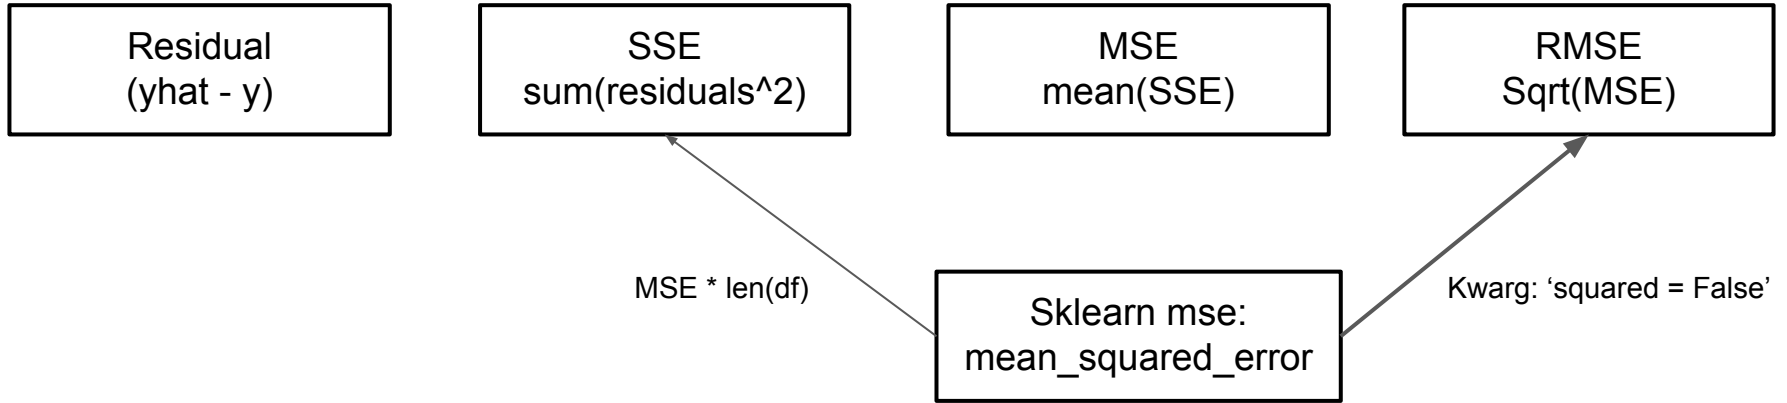 Residual
(yhat - y)
SSE
sum(residuals^2)
MSE
mean(SSE)
RMSE
Sqrt(MSE)
MSE * len(df)
Sklearn mse:
mean_squared_error
Kwarg: ‘squared = False’